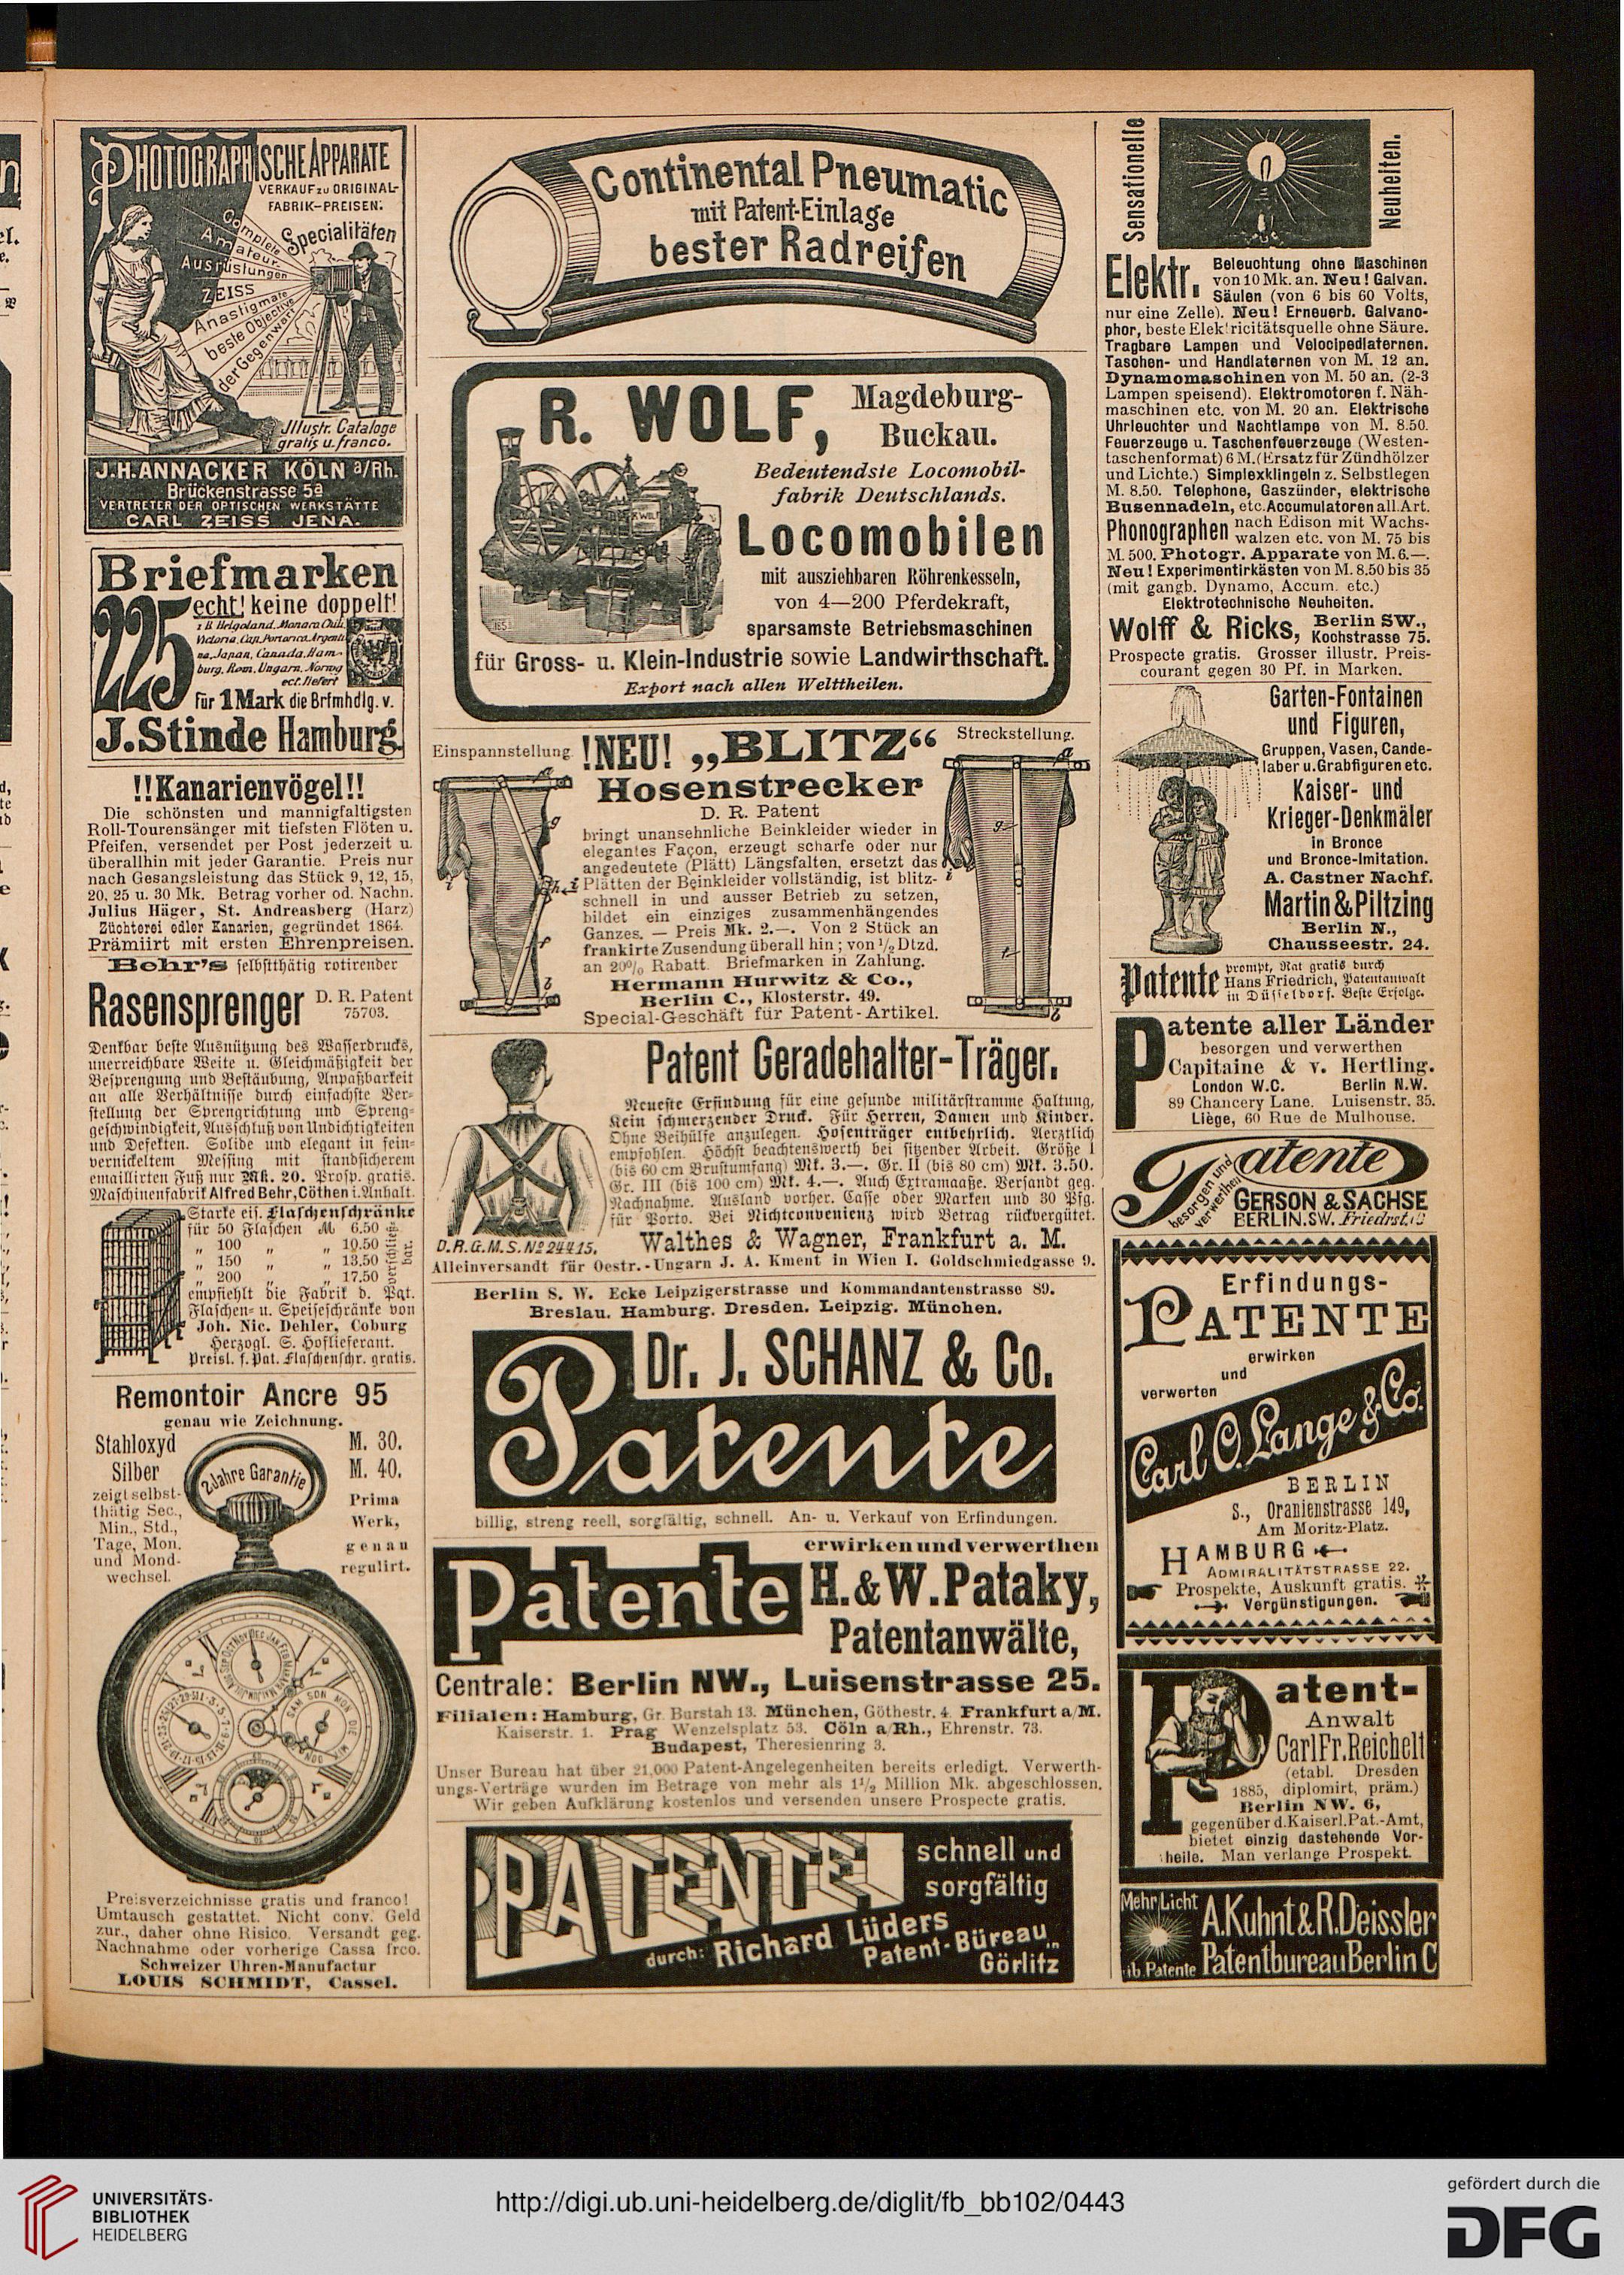 PHOTOGRAPHISCHE APPARATE
VERKAUF zu ORIGINAL-
FABRIK-PREISEN.
Specialitäten
Complete
Amateur
Ausrüstungen
ZEISS
Anastigmate
beste Objective
der Gegenwart
Jllustr. Cataloge
gratis u. franco.
J.H. ANNACKER KÖLN a/Rh.
Brückenstrasse 5a
VERTRETER DER OPTISCHEN WERKSTÄTTE
CARL ZEISS JENA.
Briefmarken
225 echt! keine doppelt!
z B Helgoland, Monaco, Chili,
Victoria, Cap, Portorico, Argenti-
na, Japan, Canada, Ham-
burg, Rom, Ungarn, Norweg
ect. liefert
für 1 Mark die Brfmhdlg. v.
J. Stinde Hamburg.
!!Kanarienvögel!!
Die schönsten und mannigfaltigsten
Roll-Tourensänger mit tiefsten Flöten u.
Pfeifen, versendet per Post jederzeit u.
überallhin mit jeder Garantie. Preis nur
nach Gesangsleistung das Stück 9, 12, 15,
20, 25 u. 30 Mk. Betrag vorher od. Nachn.
Julius Häger, St. Andreasberg (Harz)
Züchterei edler Kanarien, gegründet 1864.
Prämiirt mit ersten Ehrenpreisen.
Behr's selbstthätig rotirender
Rasensprenger D. R. Patent
75703.
Denkbar beste Ausnützung des Wasserdrucks,
unerreichbare Weite u. Gleichmäßigkeit der
Besprengung und Bestäubung, Anpaßbarkeit
an alle Verhältnisse durch einfachste Ver-
stellung der Sprengrichtung und Spreng-
geschwindigkeit, Ausschluß von Undichtigkeiten
und Defekten. Solide und elegant in fein-
vernickeltem Messing mit standsicherem
emaillirten Fuß nur Mk. 20. Prosp. gratis.
Maschinenfabrik Alfred Behr, Cöthen i. Anhalt.
Starke eis. Flaschenschränke
für 50 Flaschen M 6.50
„ 100 „ „ 10.50
„ 150 „ „ 13.50
„ 200 „ „ 17.50
verschließ-
bar.
empfiehlt die Fabrik d. Pat.
Flaschen- u. Speiseschränke von
Joh. Nic. Dehler, Coburg
Herzogl. S. Hoflieferant.
Preisl. f. Pat. Flaschenschr. gratis.
Remontoir Ancre 95
genau wie Zeichnung.
Stahloxyd M. 30.
Silber M. 40.
2 Jahre Garantie
zeigt selbst-
thätig Sec.,
Min., Std.,
Tage, Mon.
und Mond-
wechsel.
Prima
Werk,
genau
regulirt.
Preisverzeichnisse gratis und franco!
Umtausch gestattet. Nicht conv. Geld
zur., daher ohne Risico. Versandt geg.
Nachnahme oder vorherige Cassa frco.
Schweizer Uhren-Manufactur
LOUIS SCHMIDT, Cassel.
Continental Pneumatic
mit Patent-Einlage
bester Radreifen
R. WOLF,
Magdeburg-
Buckau.
Bedeutendste Locomobil-
fabrik Deutschlands.
Locomobilen
mit ausziehbaren Röhrenkesseln,
von 4—200 Pferdekraft,
sparsamste Betriebsmaschinen
für Gross- u. Klein-Industrie sowie Landwirthschaft.
Export nach allen Welttheilen.
Einspannstellung.
!NEU! „BLITZ“
Streckstellung.
Hosenstrecker
D. R. Patent
bringt unansehnliche Beinkleider wieder in
elegantes Façon, erzeugt scharfe oder nur
angedeutete (Plätt) Längsfalten, ersetzt das
Plätten der Beinkleider vollständig, ist blitz-
schnell in und ausser Betrieb zu setzen,
bildet ein einziges zusammenhängendes
Ganzes. — Preis Mk. 2.—. Von 2 Stück an
frankirte Zusendung überall hin; von 1/2 Dtzd.
an 20% Rabatt. Briefmarken in Zahlung.
Hermann Hurwitz & Co.,
Berlin C., Klosterstr. 49.
Special-Geschäft für Patent-Artikel.
Patent Geradehalter-Träger.
Neueste Erfindung für eine gesunde militärstramme Haltung,
Kein schmerzender Druck. Für Herren, Damen und Kinder.
Ohne Beihülfe anzulegen. Hosenträger entbehrlich. Aerztlich
empfohlen. Höchst beachtenswerth bei sitzender Arbeit. Größe I
(bis 60 cm Brustumfang) Mk. 3.—. Gr. II (bis 80 cm) Mk. 3.50.
Gr. III (bis 100 cm) Mk. 4.—. Auch Extramaaße. Versandt geg.
Nachnahme. Ausland vorher. Casse oder Marken und 30 Pfg.
für Porto. Bei Nichtconvenienz wird Betrag rückvergütet.
D.R.G.M.S. No 24415.
Walthes & Wagner, Frankfurt a. M.
Alleinversandt für Oestr.-Ungarn J. A. Kment in Wien I. Goldschmiedgasse 9.
Berlin S. W. Ecke Leipzigerstrasse und Kommandantenstrasse 89.
Breslau. Hamburg. Dresden. Leipzig. München.
Dr. J. SCHANZ & Co.
Patente
billig, streng reell, sorgfältig, schnell. An- u. Verkauf von Erfindungen.
erwirken und verwerthen
Patente H. & W. Pataky,
Patentanwälte,
Centrale: Berlin NW., Luisenstrasse 25.
Filialen: Hamburg, Gr. Burstah 13. München, Göthestr. 4. Frankfurt a/M.
Kaiserstr. 1. Prag Wenzelsplatz 53. Cöln a/Rh., Ehrenstr. 73.
Budapest, Theresienring 3.
Unser Bureau hat über 21,000 Patent-Angelegenheiten bereits erledigt. Verwerth-
ungs-Verträge wurden im Betrage von mehr als 1 1/2 Million Mk. abgeschlossen.
Wir geben Aufklärung kostenlos und versenden unsere Prospecte gratis.
PATENTE
schnell und
sorgfältig
durch: Richard Lüders
Patent-Büreau
Görlitz
Sensationelle
Neuheiten.
Elektr. Beleuchtung ohne Maschinen
von 10 Mk. an. Neu! Galvan.
Säulen (von 6 bis 60 Volts,
nur eine Zelle). Neu! Erneuerb. Galvano-
phor, beste Elektricitätsquelle ohne Säure.
Tragbare Lampen und Velocipedlaternen.
Taschen- und Handlaternen von M. 12 an.
Dynamomaschinen von M. 50 an. (2-3
Lampen speisend). Elektromotoren f. Näh-
maschinen etc. von M. 20 an. Elektrische
Uhrleuchter und Nachtlampe von M. 8.50.
Feuerzeuge u. Taschenfeuerzeuge (Westen-
taschenformat) 6 M. (Ersatz für Zündhölzer
und Lichte.) Simplexklingeln z. Selbstlegen
M. 8.50. Telephone, Gaszünder, elektrische
Busennadeln, etc. Accumulatoren all. Art.
Phonographen nach Edison mit Wachs-
walzen etc. von M. 75 bis
M. 500. Photogr. Apparate von M. 6.—.
Neu! Experimentirkästen von M. 8.50 bis 35
(mit gangb. Dynamo, Accum. etc.)
Elektrotechnische Neuheiten.
Wolff & Ricks, Berlin SW.,
Kochstrasse 75.
Prospecte gratis. Grosser illustr. Preis-
courant gegen 30 Pf. in Marken.
Garten-Fontainen
und Figuren,
Gruppen, Vasen, Cande-
laber u. Grabfiguren etc.
Kaiser- und
Krieger-Denkmäler
in Bronce
und Bronce-Imitation.
A. Castner Nachf.
Martin & Piltzing
Berlin N.,
Chausseestr. 24.
Patente prompt, Rat gratis durch
Hans Friedrich, Patentanwalt
in Düsseldorf. Beste Erfolge.
Patente aller Länder
besorgen und verwerthen
Capitaine & v. Hertling.
London W.C. Berlin N.W.
89 Chancery Lane. Luisenstr. 35.
Liège, 60 Rue de Mulhouse.
Patente
besorgen und
verwerthen
GERSON & SACHSE
BERLIN. SW. Friedrst.
Erfindungs-
PATENTE
erwirken
und
verwerten
Carl O. Lange & Co.
BERLIN
S., Oranienstrasse 149,
Am Moritz-Platz.
HAMBURG
ADMIRALITÄTSTRASSE 22.
Prospekte, Auskunft gratis.
Vergünstigungen.
Patent-
Anwalt
Carl Fr. Reichelt
(etabl. Dresden
1885, diplomirt, präm.)
Berlin NW. 6,
gegenüber d. Kaiserl. Pat.-Amt,
bietet einzig dastehende Vor-
theile. Man verlange Prospekt.
Mehr Licht
üb. Patente
A. Kuhnt & R. Deissler
Patentbureau Berlin C
UNIVERSITÄTS-
BIBLIOTHEK
HEIDELBERG
http://digi.ub.uni-heidelberg.de/diglit/fb_bb102/0443
gefördert durch die
DFG